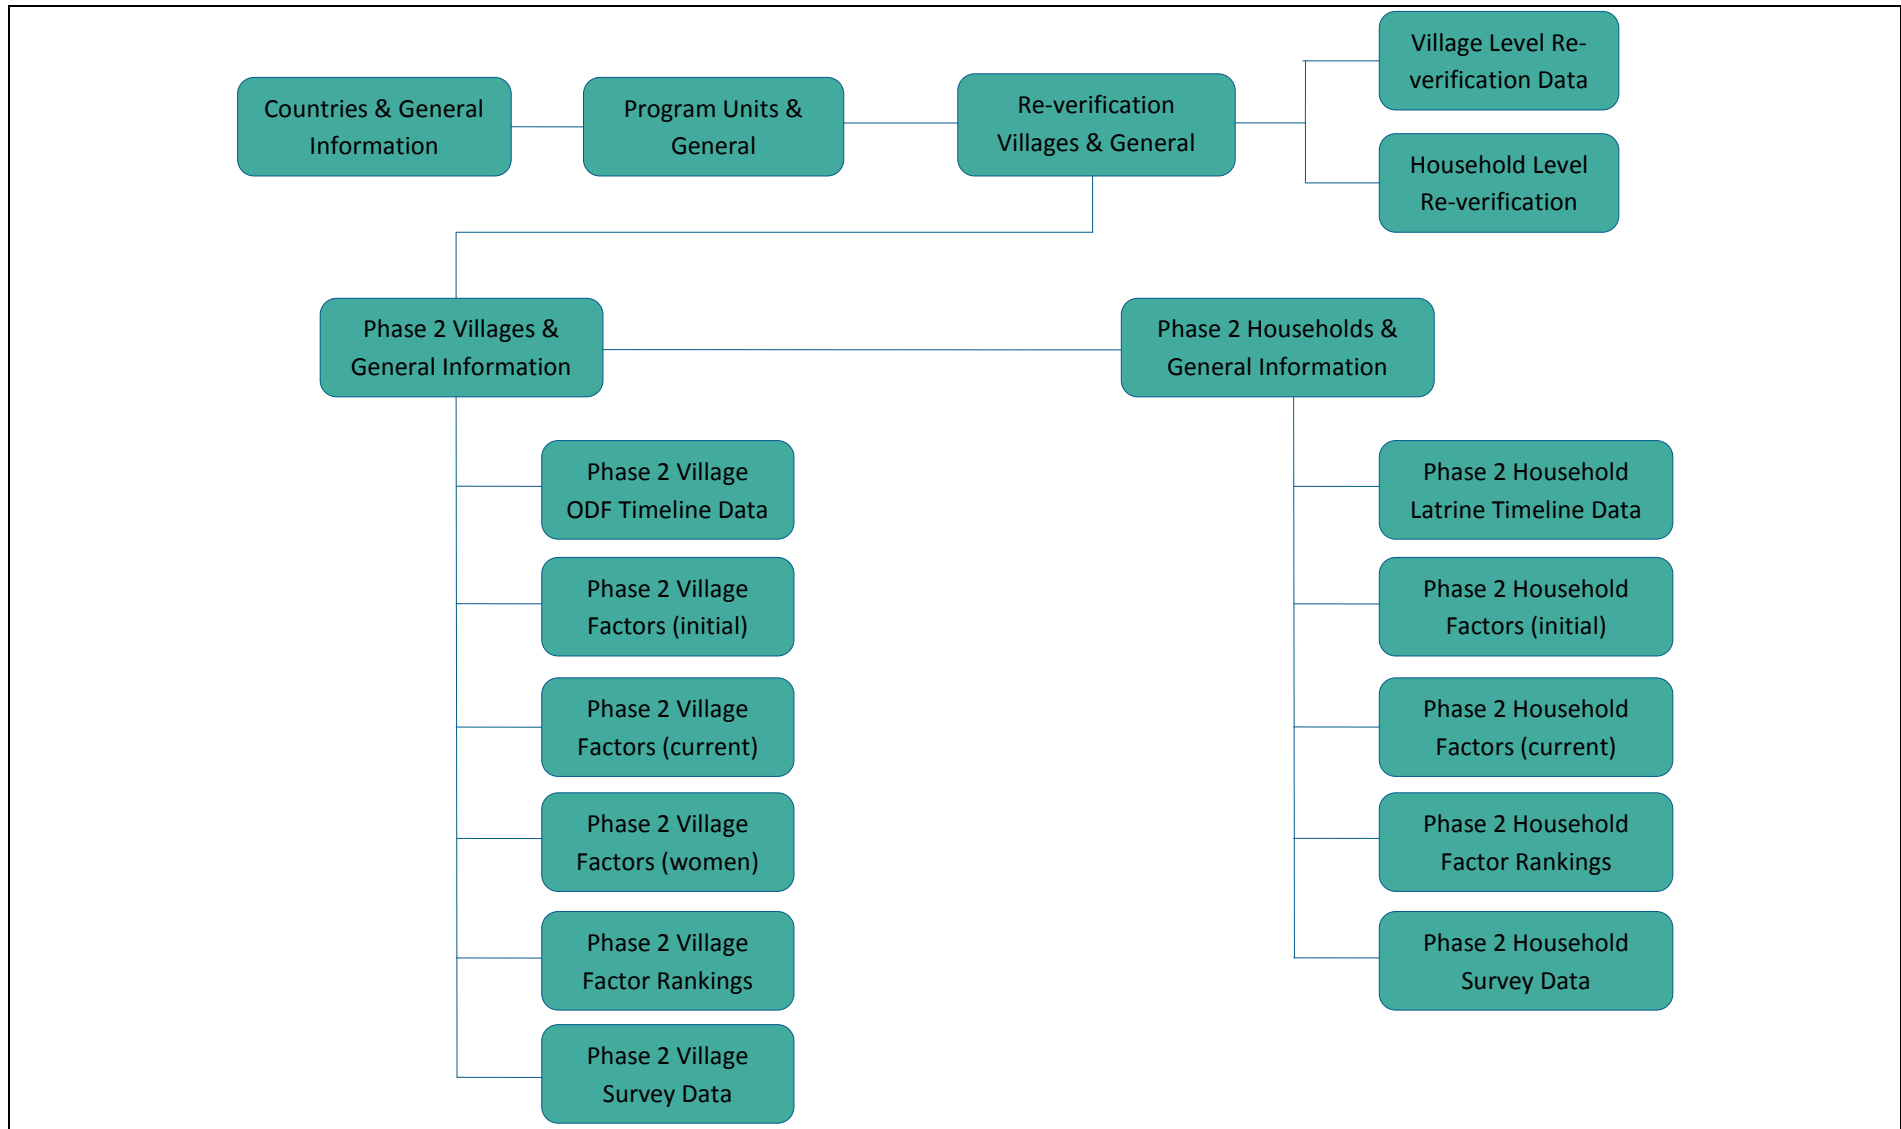 Countries & General
Information
Program Units &
General
Re-verification
Villages & General
Village Level Re-
verification Data
Household Level
Re-verification
Phase 2 Villages &
General Information
Phase 2 Households &
General Information
Phase 2 Village
ODF Timeline Data
Phase 2 Village
Factors (initial)
Phase 2 Village
Factors (current)
Phase 2 Village
Factors (women)
Phase 2 Village
Factor Rankings
Phase 2 Village
Survey Data
Phase 2 Household
Latrine Timeline Data
Phase 2 Household
Factors (initial)
Phase 2 Household
Factors (current)
Phase 2 Household
Factor Rankings
Phase 2 Household
Survey Data